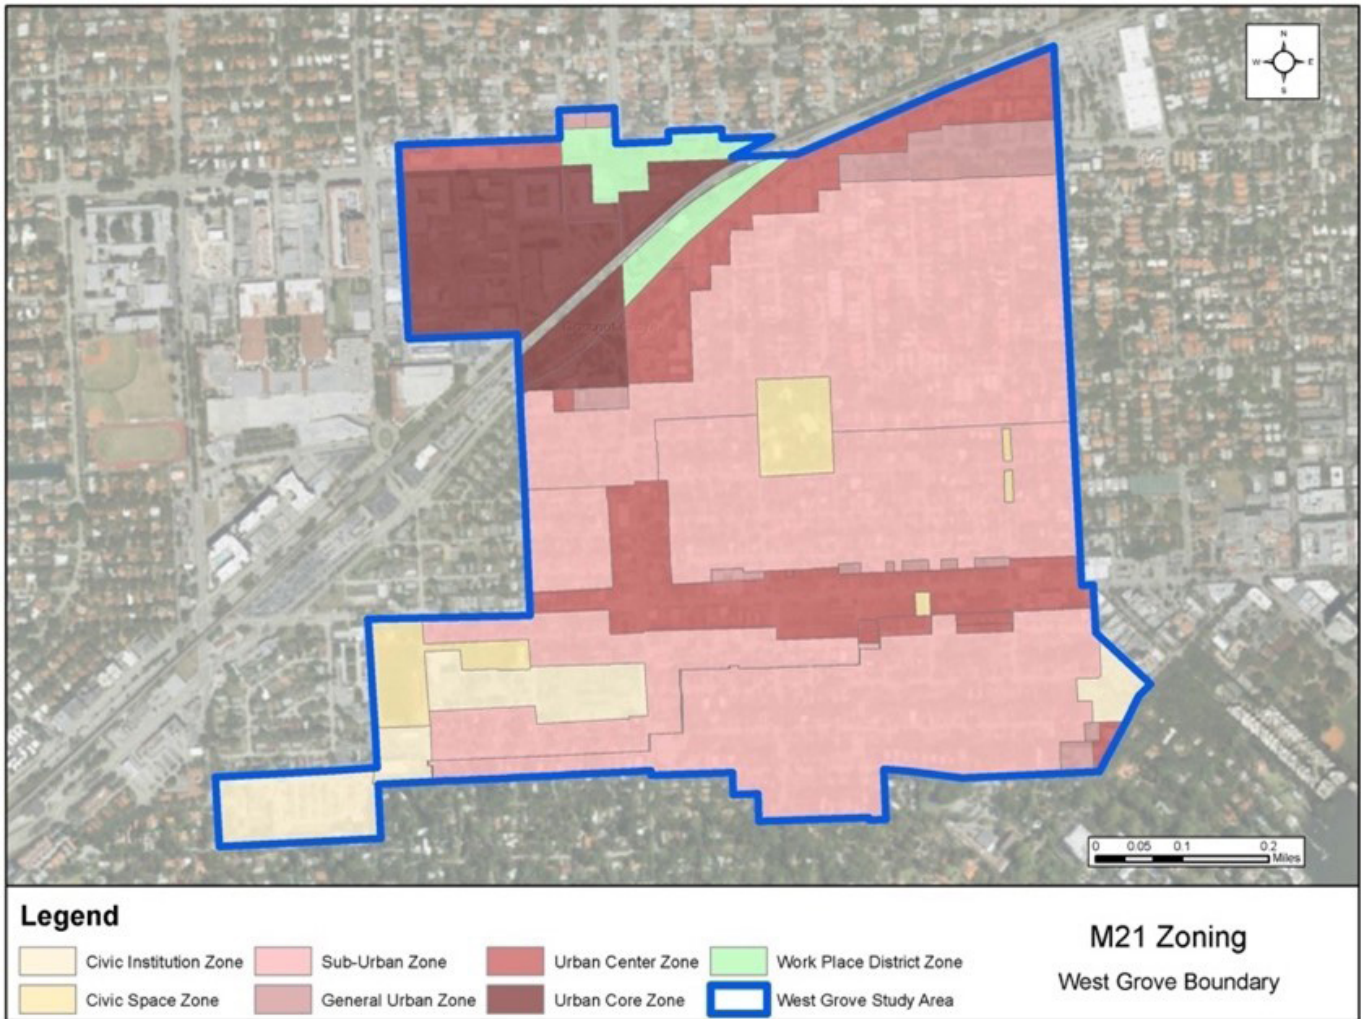 N
W E
S
0 0.05 0.1 0.2
Miles
Legend
Civic Institution Zone Sub-Urban Zone Urban Center Zone Work Place District Zone
Civic Space Zone General Urban Zone Urban Core Zone West Grove Study Area
M21 Zoning
West Grove Boundary